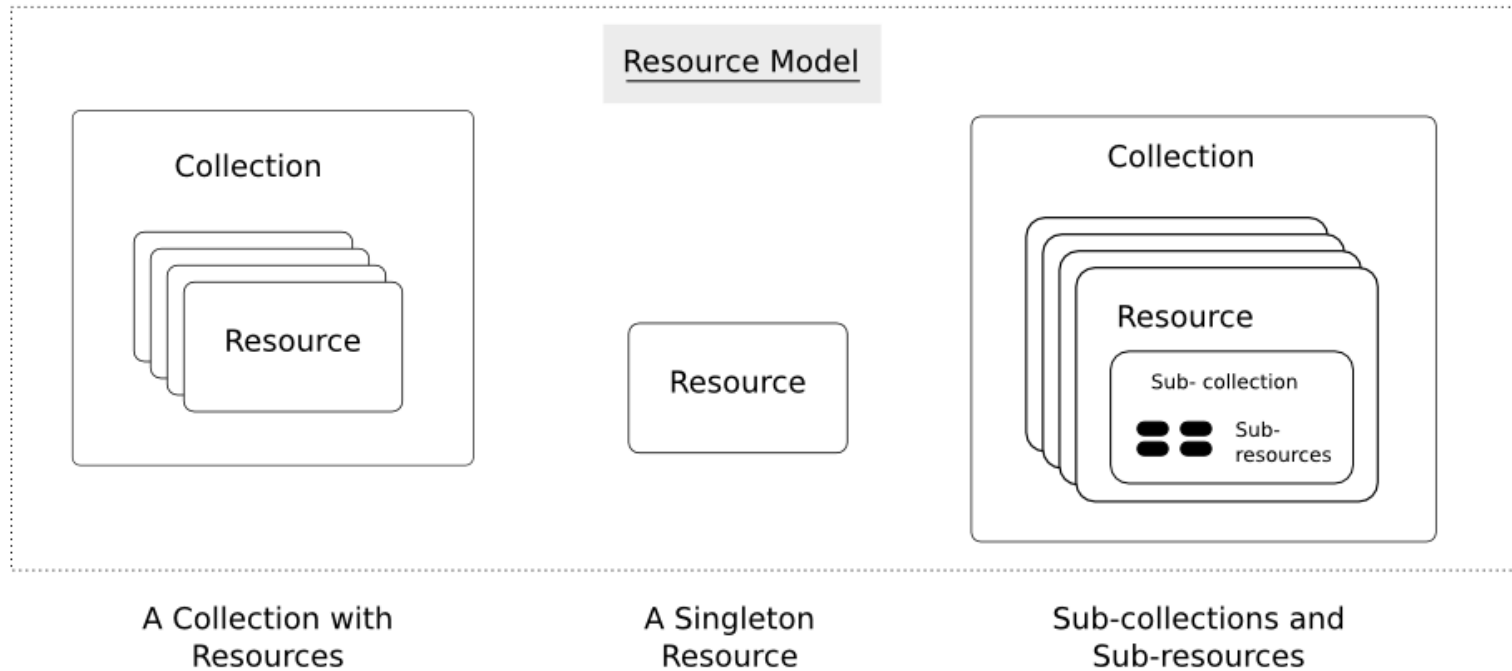 Resource Model
Collection
Resource
Resource
Collection
Resource
Sub- collection
Sub-
resources
A Collection with
Resources
A Singleton
Resource
Sub-collections and
Sub-resources